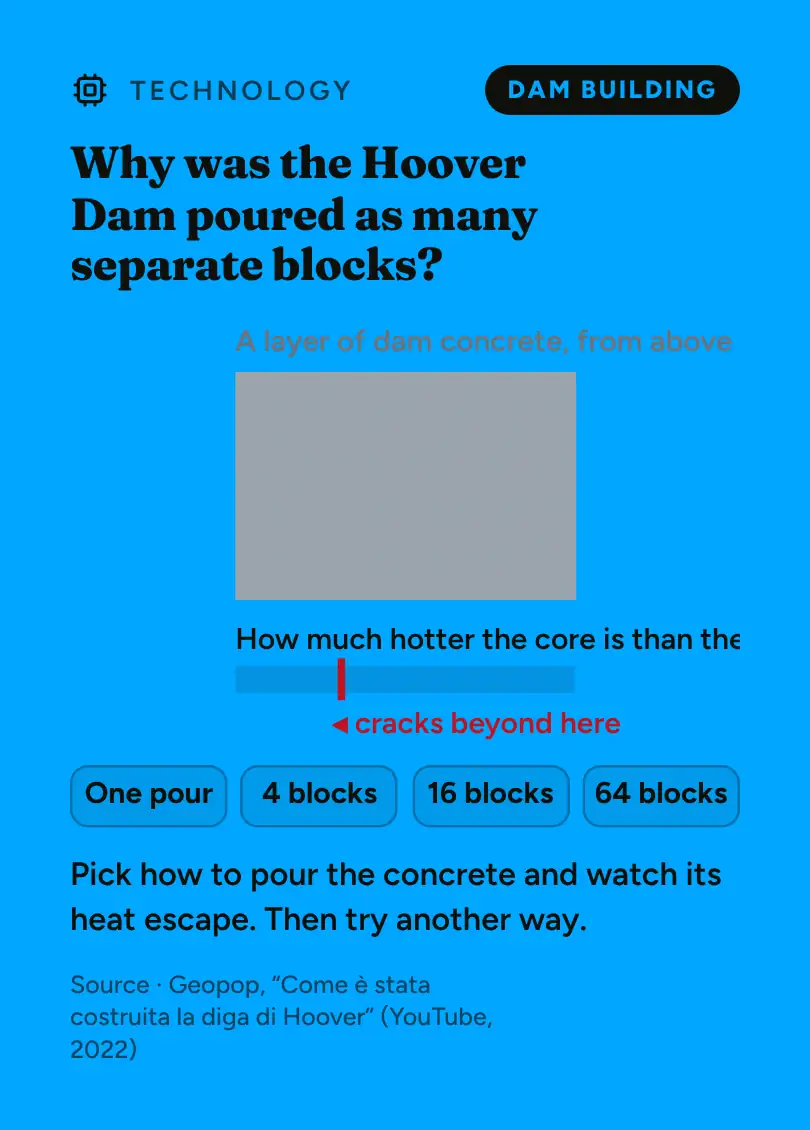 TECHNOLOGY
DAM BUILDING
Why was the Hoover
Dam poured as many
separate blocks?
A layer of dam concrete, from above
How much hotter the core is than the
◂ cracks beyond here
One pour
4 blocks
16 blocks
64 blocks
Pick how to pour the concrete and watch its
heat escape. Then try another way.
Source · Geopop, “Come è stata
costruita la diga di Hoover” (YouTube,
2022)